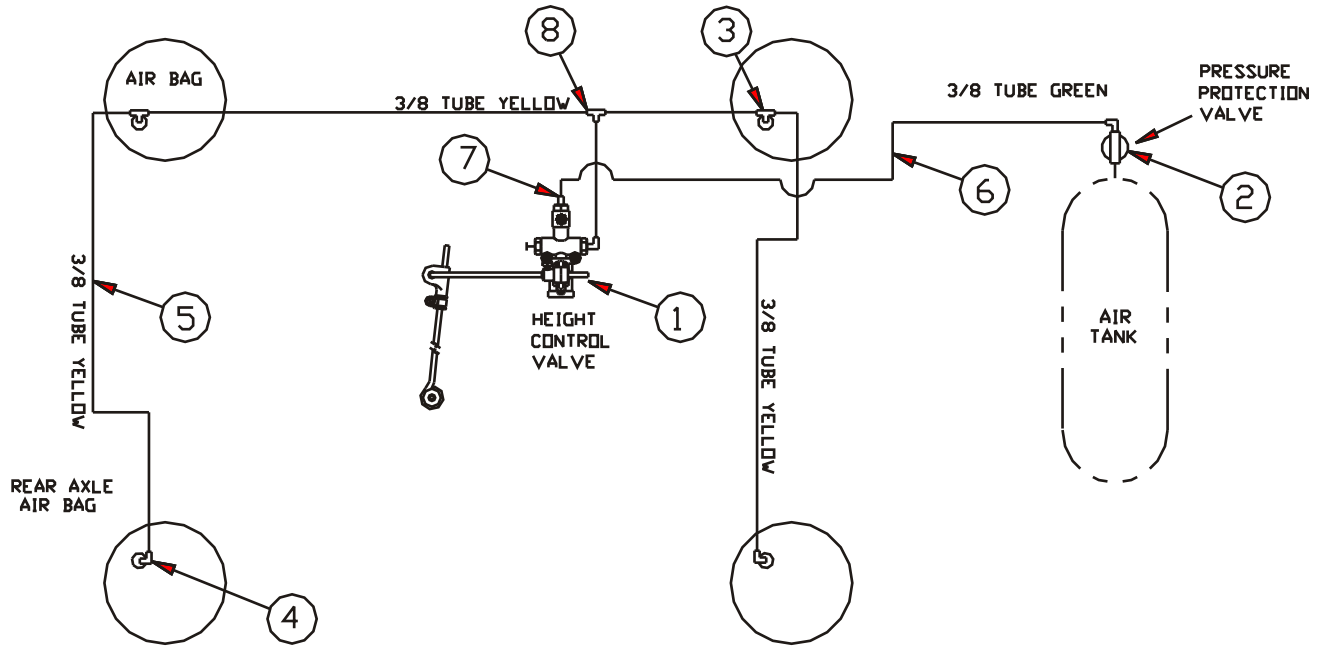 8
3
AIR BAG
3/8 TUBE YELLOW
3/8 TUBE GREEN
PRESSURE
PROTECTION
VALVE
7
6
2
3/8 TUBE YELLOW
5
1
HEIGHT
CONTROL
VALVE
3/8 TUBE YELLOW
AIR
TANK
REAR AXLE
AIR BAG
4